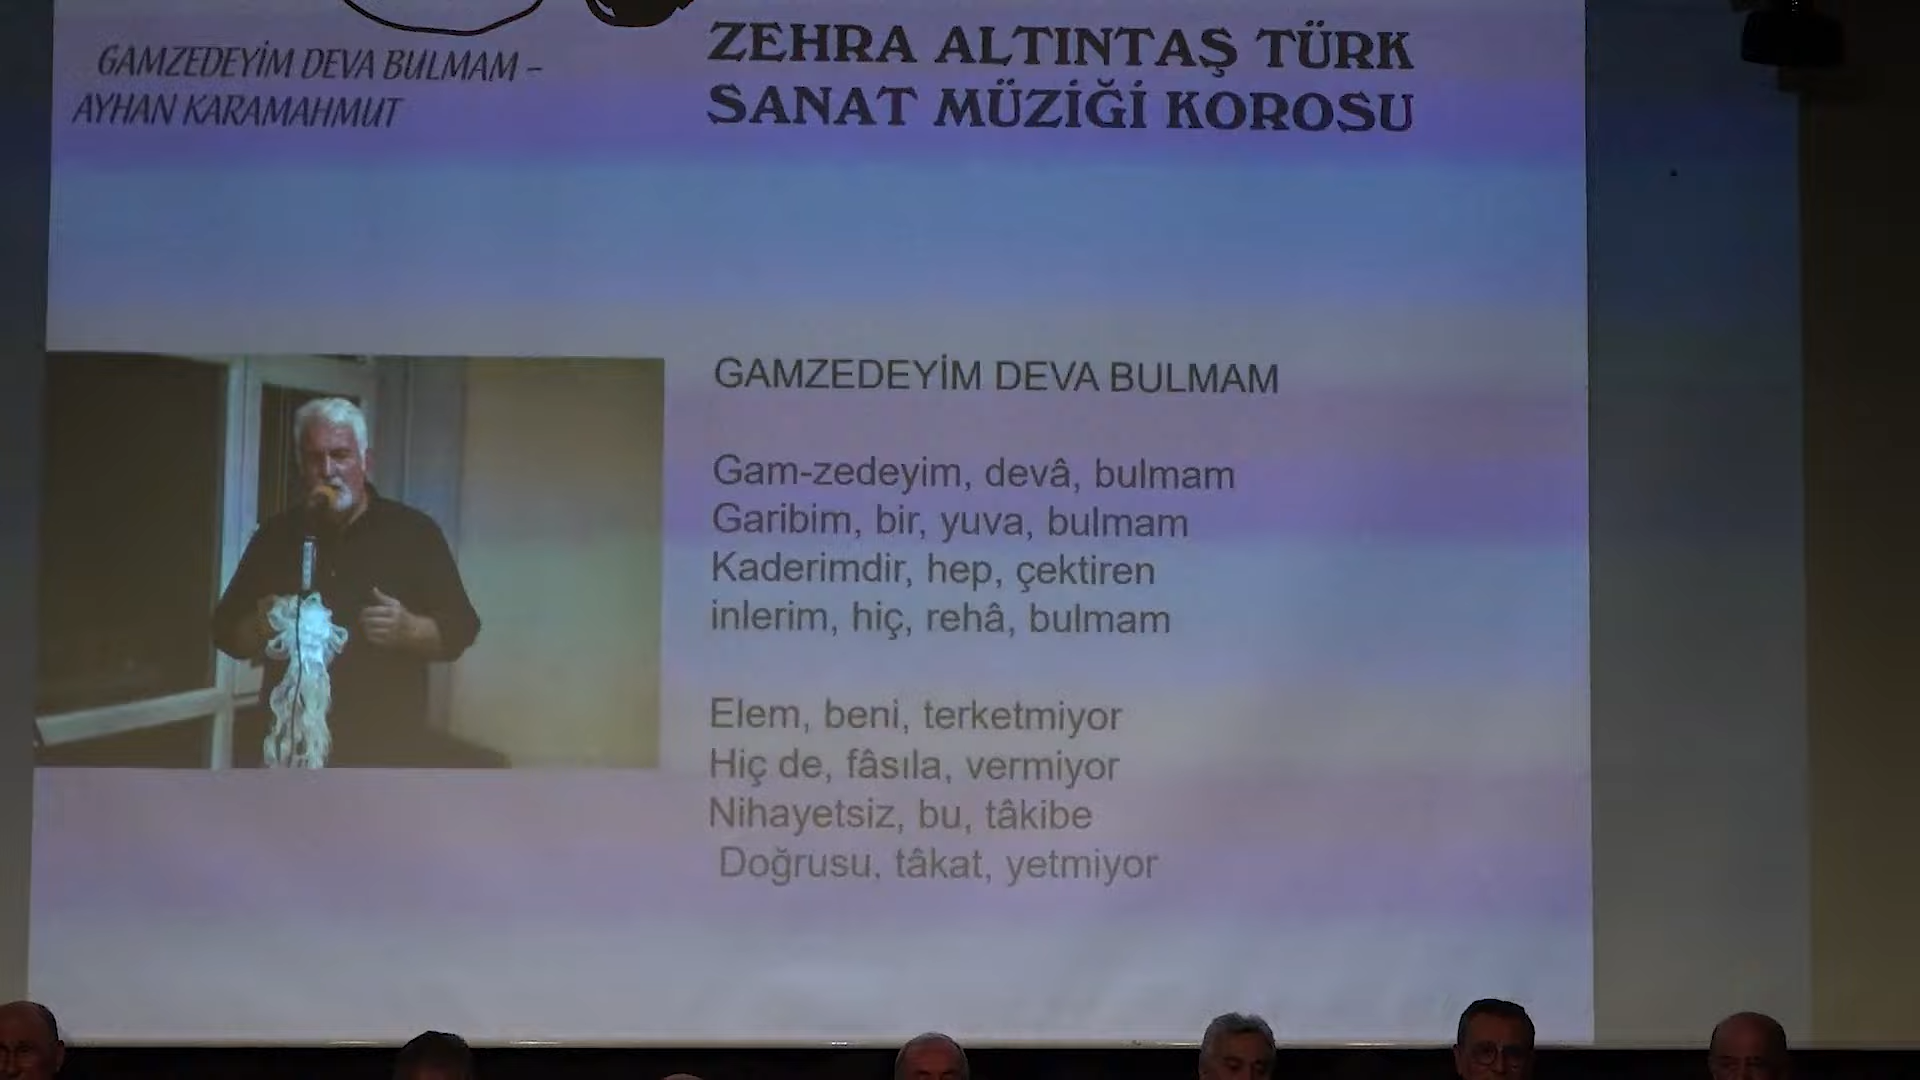 GAMZEDEYİM DEVA BULMAM –
AYHAN KARAMAHMUT
ZEHRA ALTINTAŞ TÜRK
SANAT MÜZİĞİ KOROSU
GAMZEDEYİM DEVA BULMAM
Gam-zedeyim, devâ, bulmam
Garibim, bir, yuva, bulmam
Kaderimdir, hep, çektiren
inlerim, hiç, rehâ, bulmam
Elem, beni, terketmiyor
Hiç de, fâsıla, vermiyor
Nihayetsiz, bu, tâkibe
Doğrusu, tâkat, yetmiyor